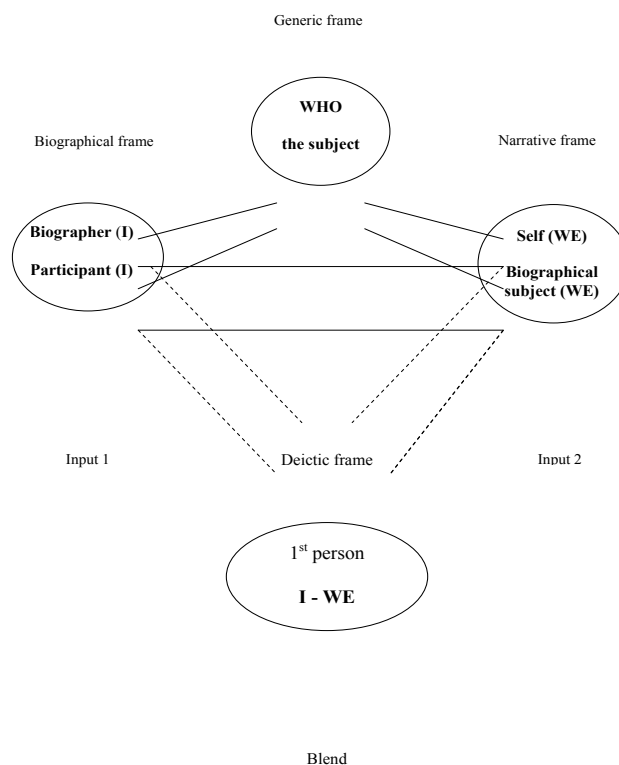 Generic frame
WHO
the subject
Biographical frame
Narrative frame
Biographer (I)
Participant (I)
Self (WE)
Biographical
subject (WE)
Input 1
Deictic frame
Input 2
1st person
I - WE
Blend